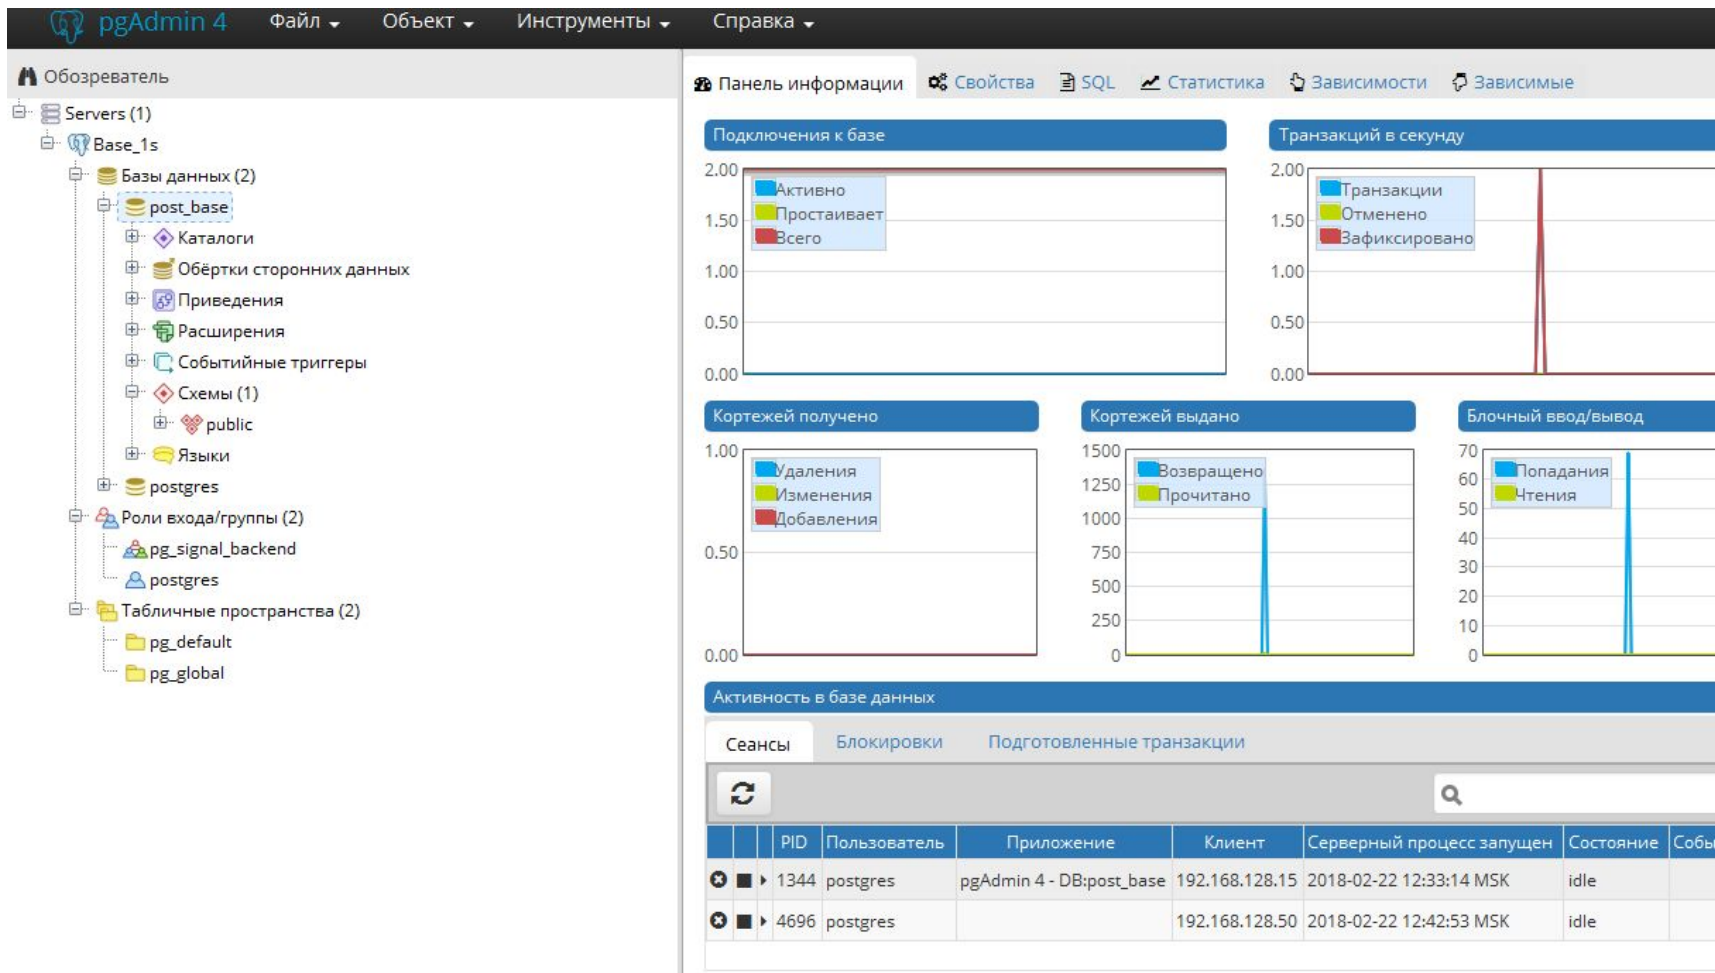 pgAdmin 4 Файл Объект Инструменты Справка
Обозреватель
Servers (1)
Base_1s
Базы данных (2)
post_base
Каталоги
Обёртки сторонних данных
Приведения
Расширения
Событийные триггеры
Схемы (1)
public
Языки
postgres
Роли входа/группы (2)
pg_signal_backend
postgres
Табличные пространства (2)
pg_default
pg_global
Панель информации Свойства SQL Статистика Зависимости Зависимые
Подключения к базе
2.00
1.50
1.00
0.50
0.00
Активно
Простаивает
Всего
Транзакций в секунду
2.00
1.50
1.00
0.50
0.00
Транзакции
Отменено
Зафиксировано
Кортежей получено
1.00
0.50
0.00
Удаления
Изменения
Добавления
Кортежей выдано
1500
1250
1000
750
500
250
0
Возвращено
Прочитано
Блочный ввод/вывод
70
60
50
40
30
20
10
0
Попадания
Чтения
Активность в базе данных
Сеансы Блокировки Подготовленные транзакции
PID Пользователь Приложение Клиент Серверный процесс запущен Состояние Собы
1344 postgres pgAdmin 4 - DB:post_base 192.168.128.15 2018-02-22 12:33:14 MSK idle
4696 postgres 192.168.128.50 2018-02-22 12:42:53 MSK idle